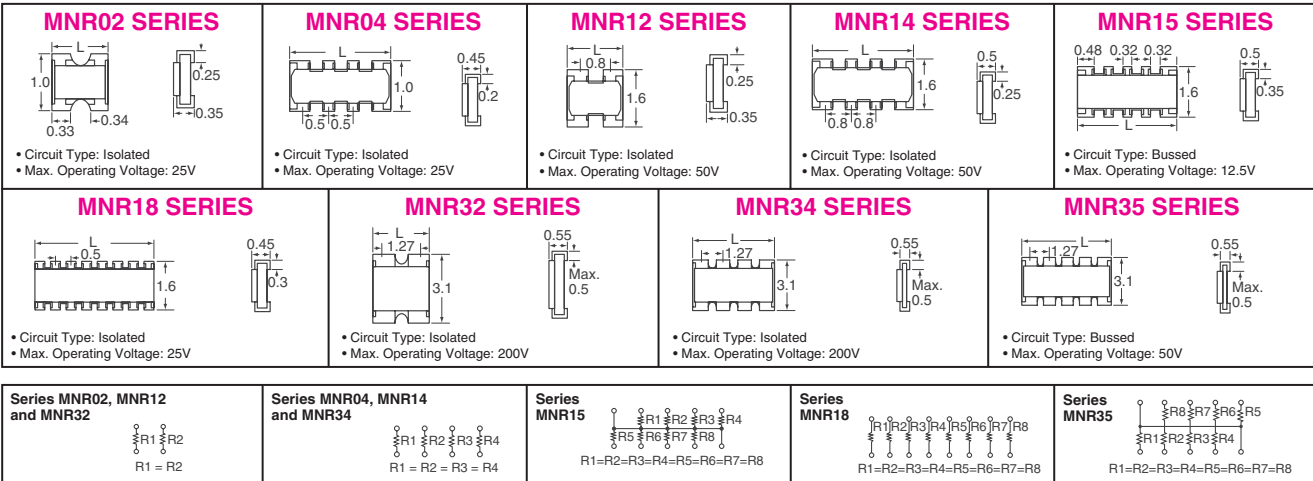 MNR02 SERIES
L
1.0
0.33
0.34
0.25
0.35
• Circuit Type: Isolated
• Max. Operating Voltage: 25V
MNR04 SERIES
L
1.0
0.5 0.5
0.45
0.2
• Circuit Type: Isolated
• Max. Operating Voltage: 25V
MNR12 SERIES
L
0.8
1.6
0.25
0.35
• Circuit Type: Isolated
• Max. Operating Voltage: 50V
MNR14 SERIES
L
1.6
0.8 0.8
0.5
0.25
• Circuit Type: Isolated
• Max. Operating Voltage: 50V
MNR15 SERIES
0.48 0.32 0.32
1.6
L
0.5
0.35
• Circuit Type: Bussed
• Max. Operating Voltage: 12.5V
MNR18 SERIES
L
0.5
1.6
0.45
0.3
• Circuit Type: Isolated
• Max. Operating Voltage: 25V
MNR32 SERIES
L
1.27
3.1
0.55
Max.
0.5
• Circuit Type: Isolated
• Max. Operating Voltage: 200V
MNR34 SERIES
L
1.27
3.1
0.55
Max.
0.5
• Circuit Type: Isolated
• Max. Operating Voltage: 200V
MNR35 SERIES
L
1.27
3.1
0.55
Max.
0.5
• Circuit Type: Bussed
• Max. Operating Voltage: 50V
Series MNR02, MNR12
and MNR32
R1 R2
R1 = R2
Series MNR04, MNR14
and MNR34
R1 R2 R3 R4
R1 = R2 = R3 = R4
Series
MNR15
R1 R2 R3 R4
R5 R6 R7 R8
R1=R2=R3=R4=R5=R6=R7=R8
Series
MNR18
R1 R2 R3 R4 R5 R6 R7 R8
R1=R2=R3=R4=R5=R6=R7=R8
Series
MNR35
R8 R7 R6 R5
R1 R2 R3 R4
R1=R2=R3=R4=R5=R6=R7=R8